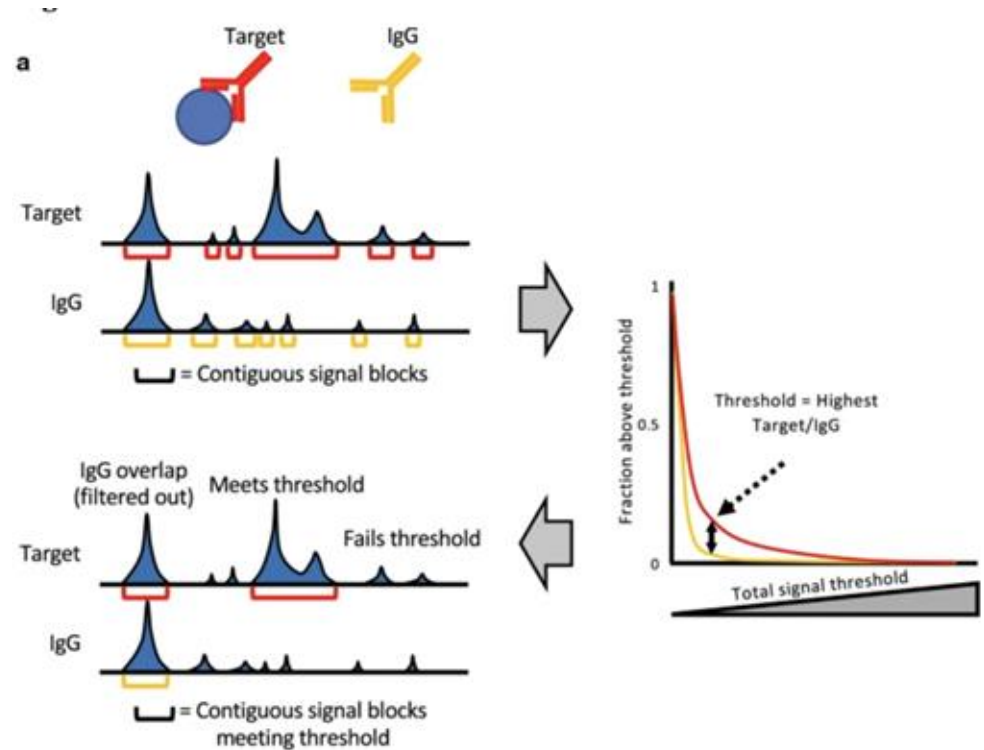 a
Target
IgG
Target
IgG
= Contiguous signal blocks
1
0.5
0
Fraction above threshold
Threshold = Highest
Target/IgG
Total signal threshold
IgG overlap
(filtered out)
Meets threshold
Fails threshold
Target
IgG
= Contiguous signal blocks
meeting threshold